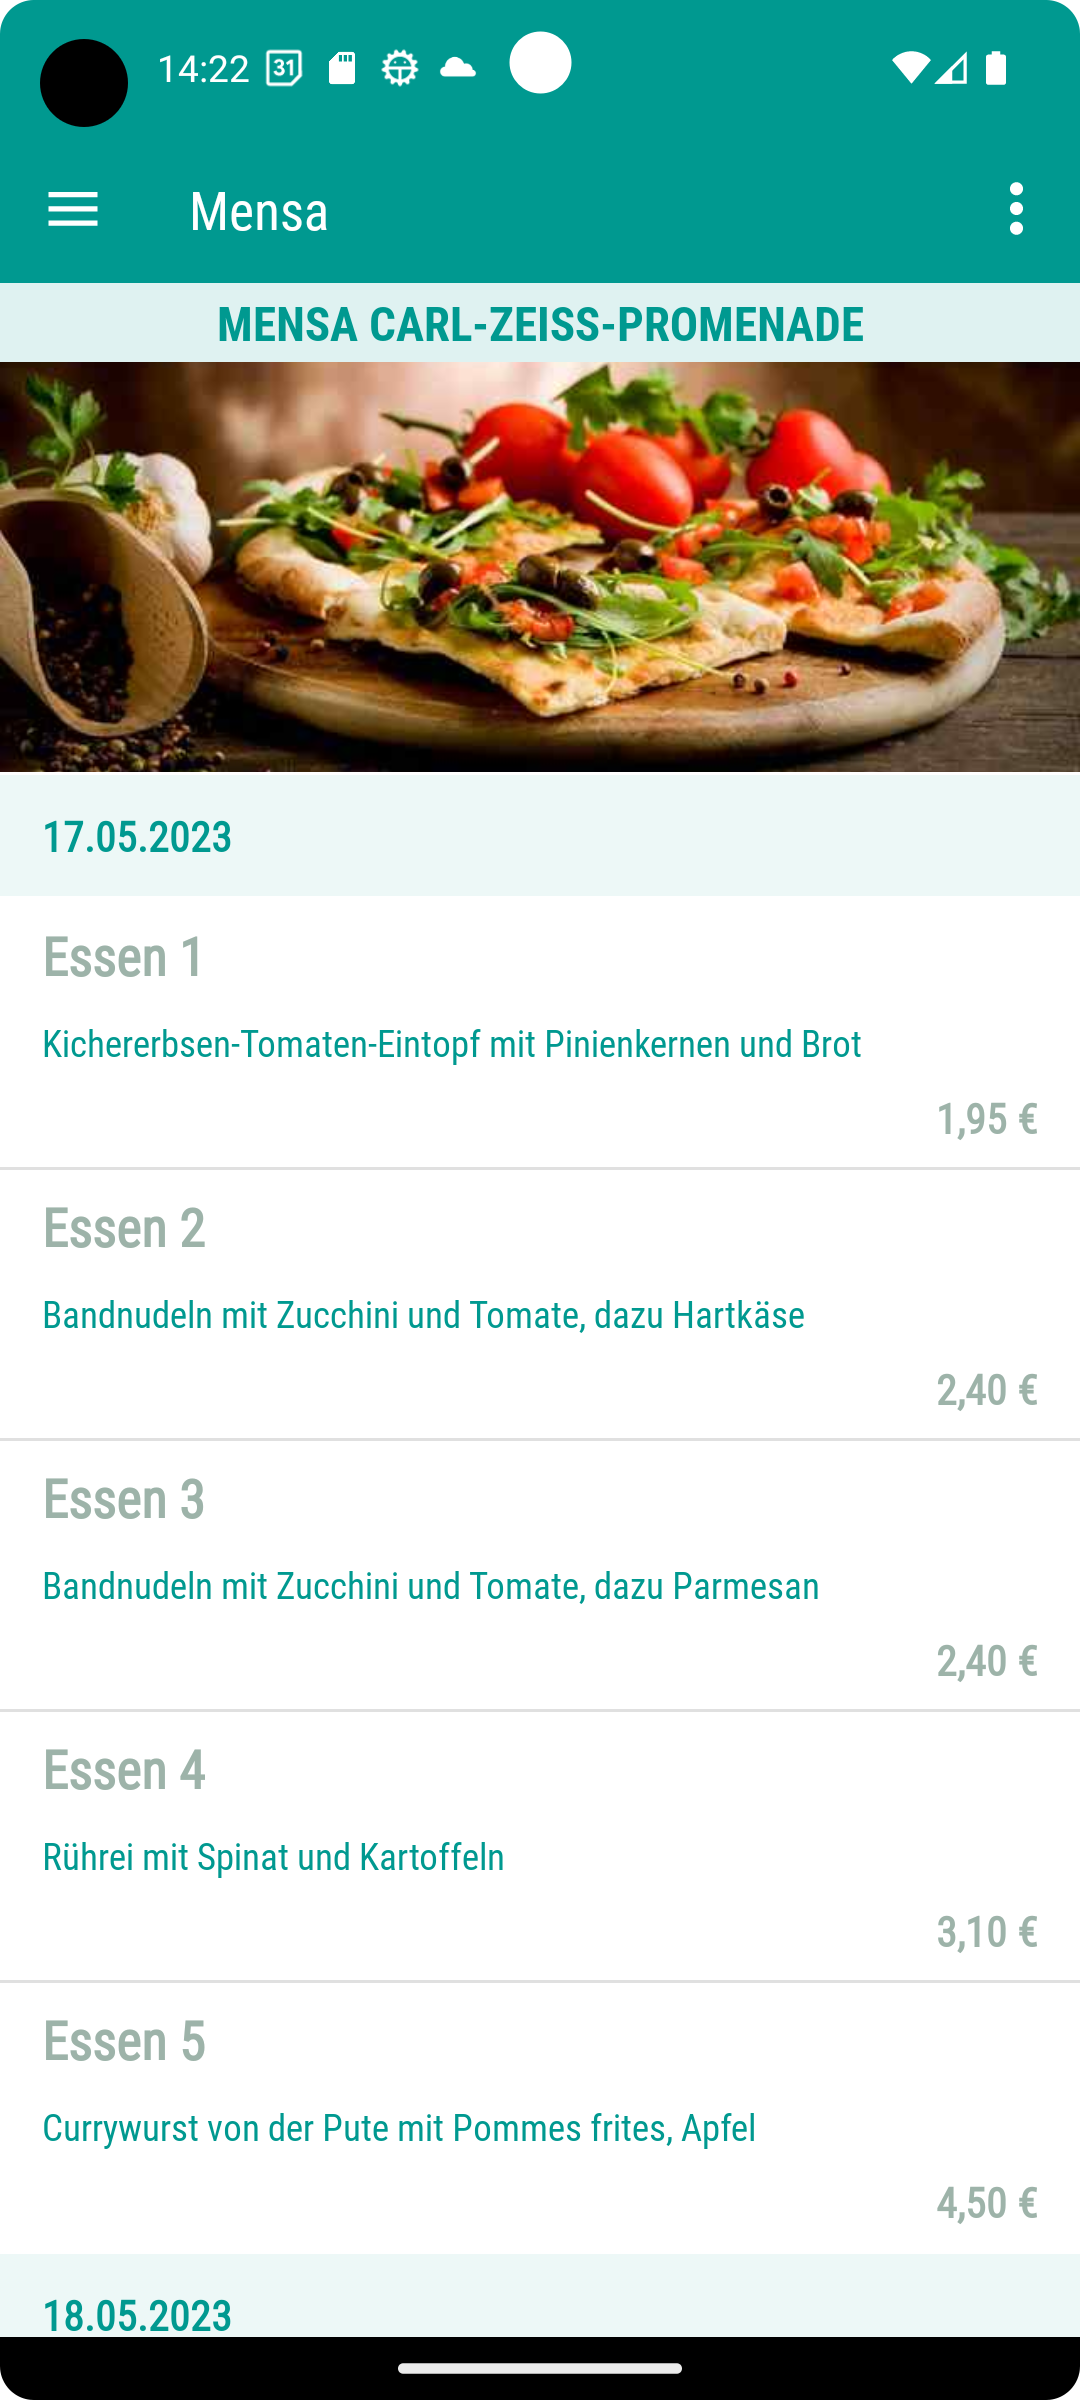 14:22 31
Mensa
MENSA CARL-ZEISS-PROMENADE
17.05.2023
Essen 1
Kichererbsen-Tomaten-Eintopf mit Pinienkernen und Brot
1,95 €
Essen 2
Bandnudeln mit Zucchini und Tomate, dazu Hartkäse
2,40 €
Essen 3
Bandnudeln mit Zucchini und Tomate, dazu Parmesan
2,40 €
Essen 4
Rührei mit Spinat und Kartoffeln
3,10 €
Essen 5
Currywurst von der Pute mit Pommes frites, Apfel
4,50 €
18.05.2023